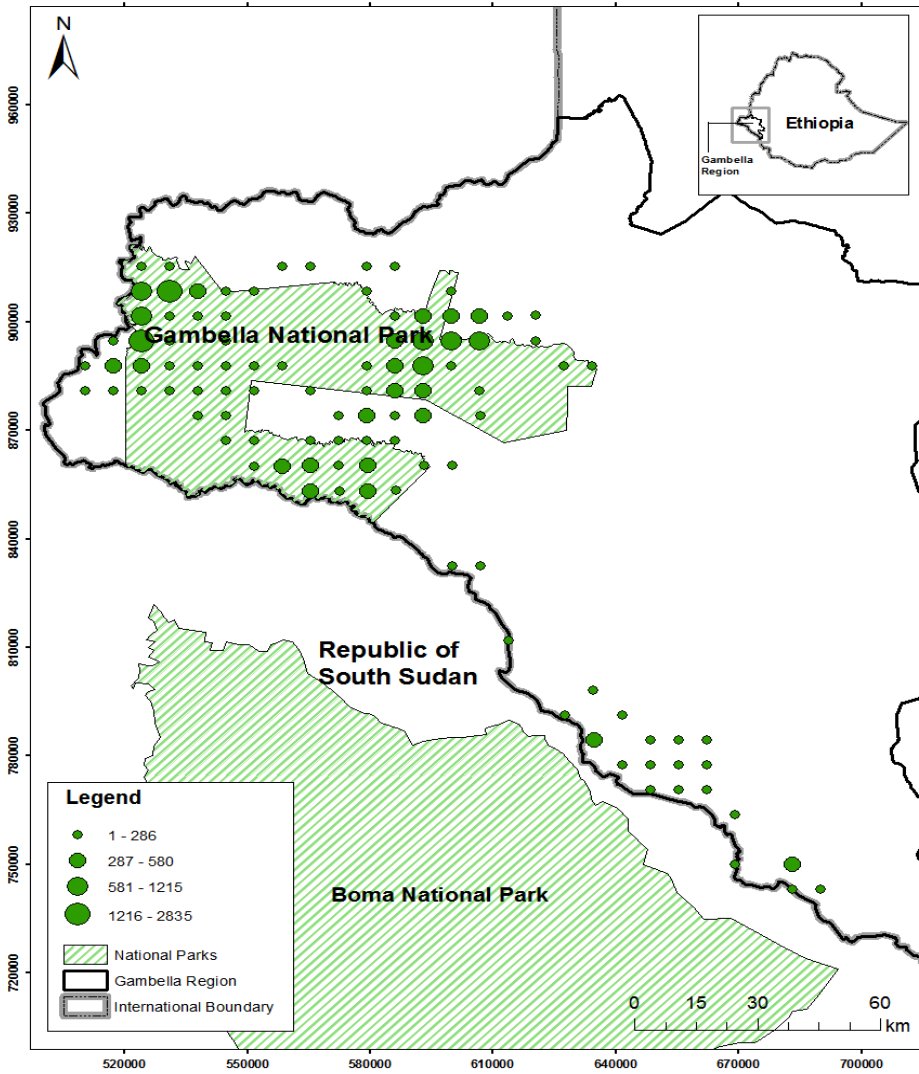 N
Ethiopia
Gambella
Region
960000
930000
900000
870000
840000
810000
780000
750000
720000
Gambella National Park
Republic of
South Sudan
Boma National Park
Legend
1 - 286
287 - 580
581 - 1215
1216 - 2835
National Parks
Gambella Region
International Boundary
0 15 30 60
km
520000 550000 580000 610000 640000 670000 700000